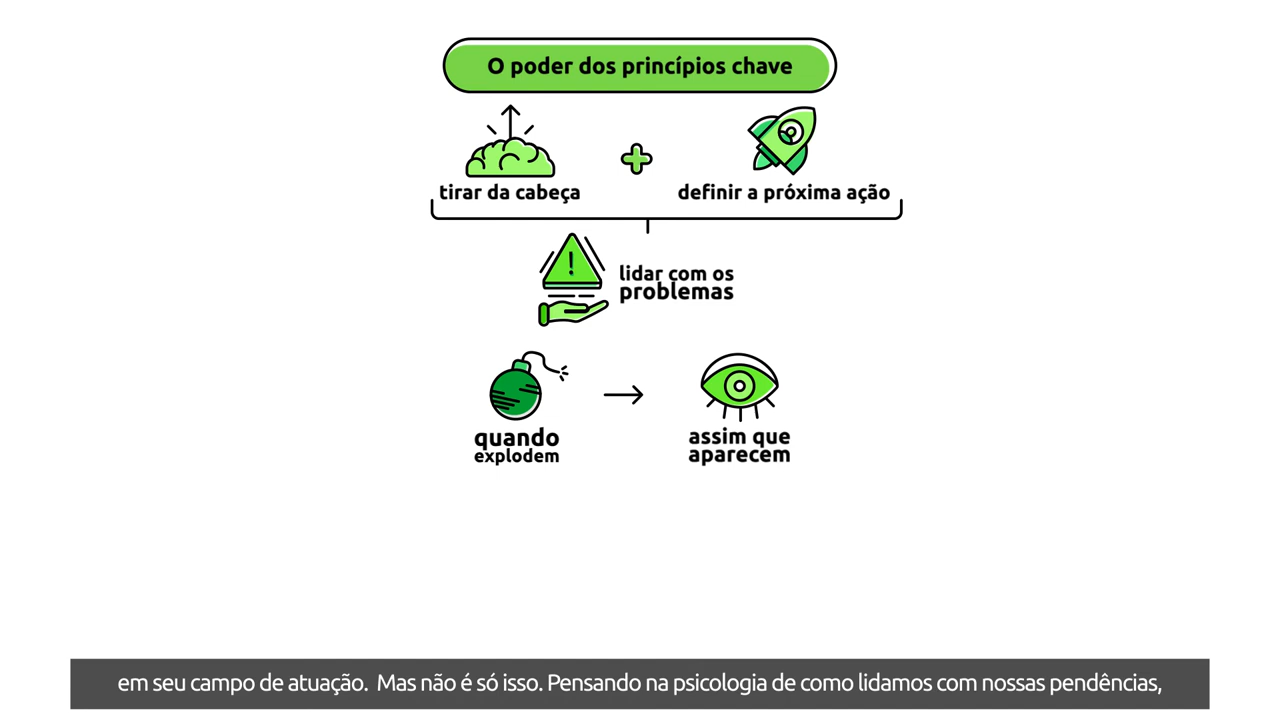 O poder dos princípios chave
tirar da cabeça
definir a próxima ação
lidar com os
problemas
quando
explodem
assim que
aparecem
em seu campo de atuação.  Mas não é só isso. Pensando na psicologia de como lidamos com nossas pendências,